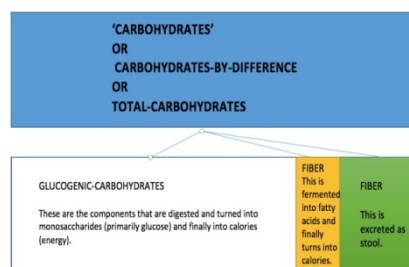 'CARBOHYDRATES'
OR
CARBOHYDRATES-BY-DIFFERENCE
OR
TOTAL-CARBOHYDRATES
GLUCOGENIC-CARBOHYDRATES
These are the components that are digested and turned into
monosaccharides (primarily glucose) and finally into calories
(energy).
FIBER
This is
fermented
into fatty
acids and
finally
turns into
calories.
FIBER
This is
excreted as
stool.